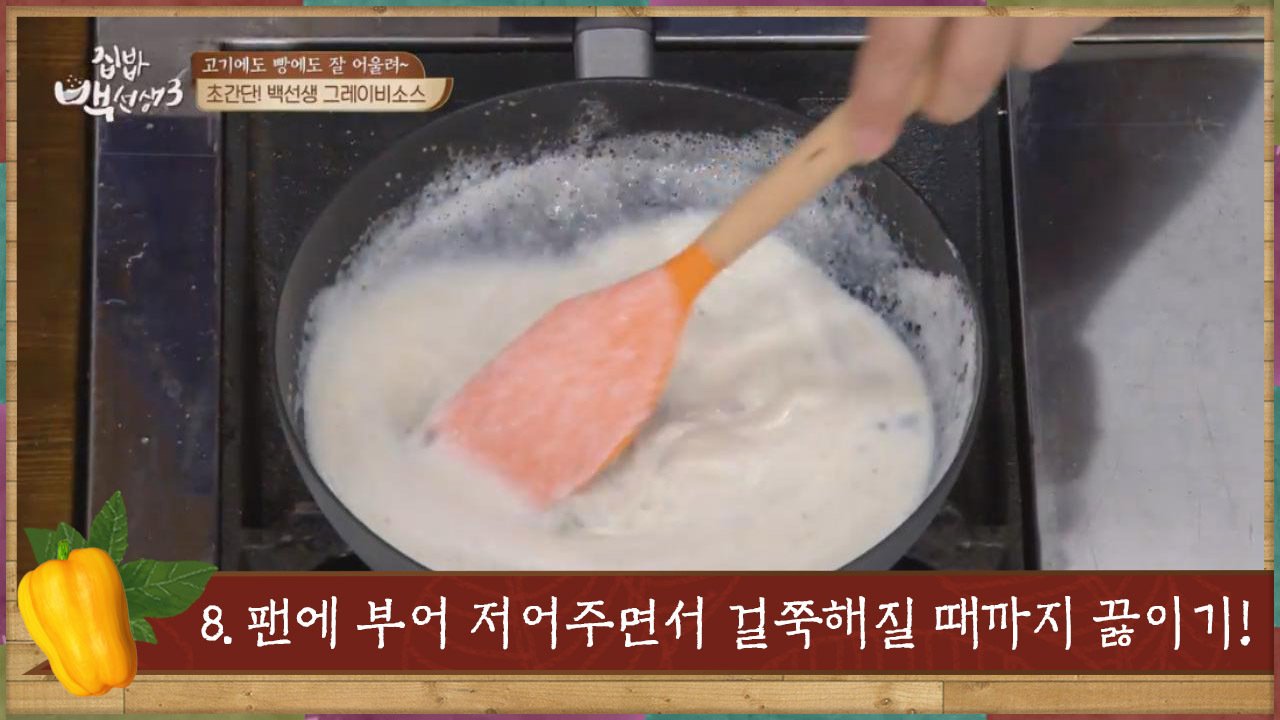 집밥
백선생3
고기에도 빵에도 잘 어울려~
초간단! 백선생 그레이비소스
8. 팬에 부어 저어주면서 걸쭉해질 때까지 끓이기!